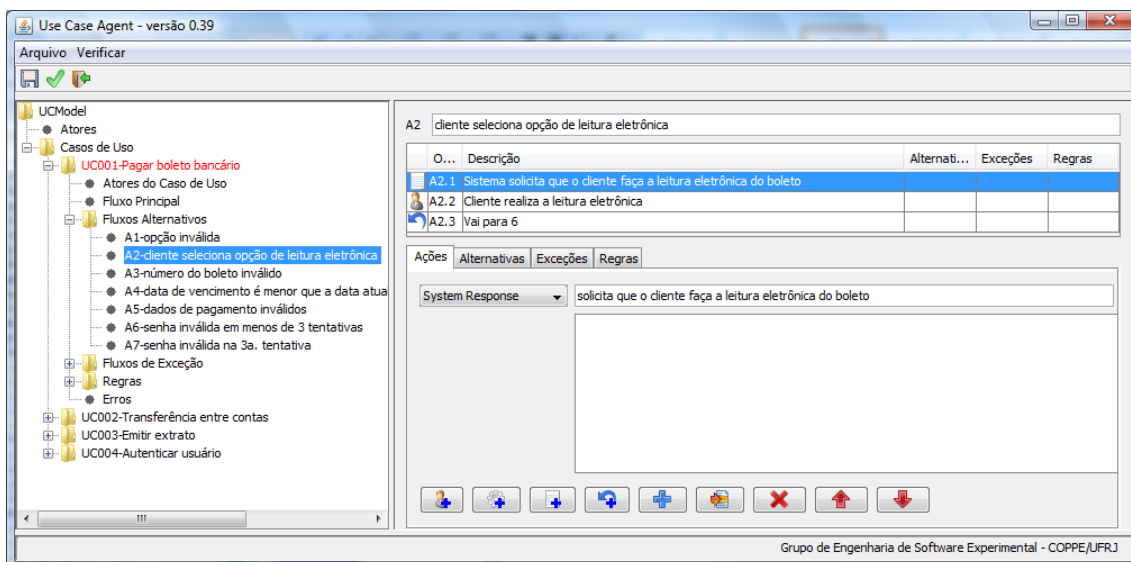 Use Case Agent - versão 0.39
Arquivo Verificar
UCModel
Atores
Casos de Uso
UC001-Pagar boleto bancário
Atores do Caso de Uso
Fluxo Principal
Fluxos Alternativos
A1-opção inválida
A2-cliente seleciona opção de leitura eletrônica
A3-número do boleto inválido
A4-data de vencimento é menor que a data atua
A5-dados de pagamento inválidos
A6-senha inválida em menos de 3 tentativas
A7-senha inválida na 3a. tentativa
Fluxos de Exceção
Regras
Erros
UC002-Transferência entre contas
UC003-Emitir extrato
UC004-Autenticar usuário
A2 cliente seleciona opção de leitura eletrônica
O... Descrição Alternati... Exceções Regras
A2.1 Sistema solicita que o cliente faça a leitura eletrônica do boleto
A2.2 Cliente realiza a leitura eletrônica
A2.3 Vai para 6
Ações Alternativas Exceções Regras
System Response solicita que o cliente faça a leitura eletrônica do boleto
Grupo de Engenharia de Software Experimental - COPPE/UFRJ